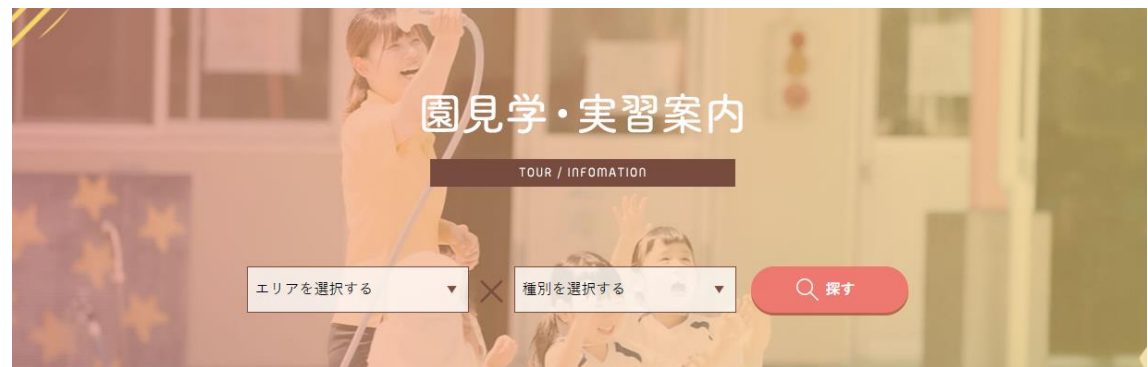 園見学・実習案内
TOUR / INFOMATION
エリアを選択する ▼ × 種別を選択する ▼ 探す